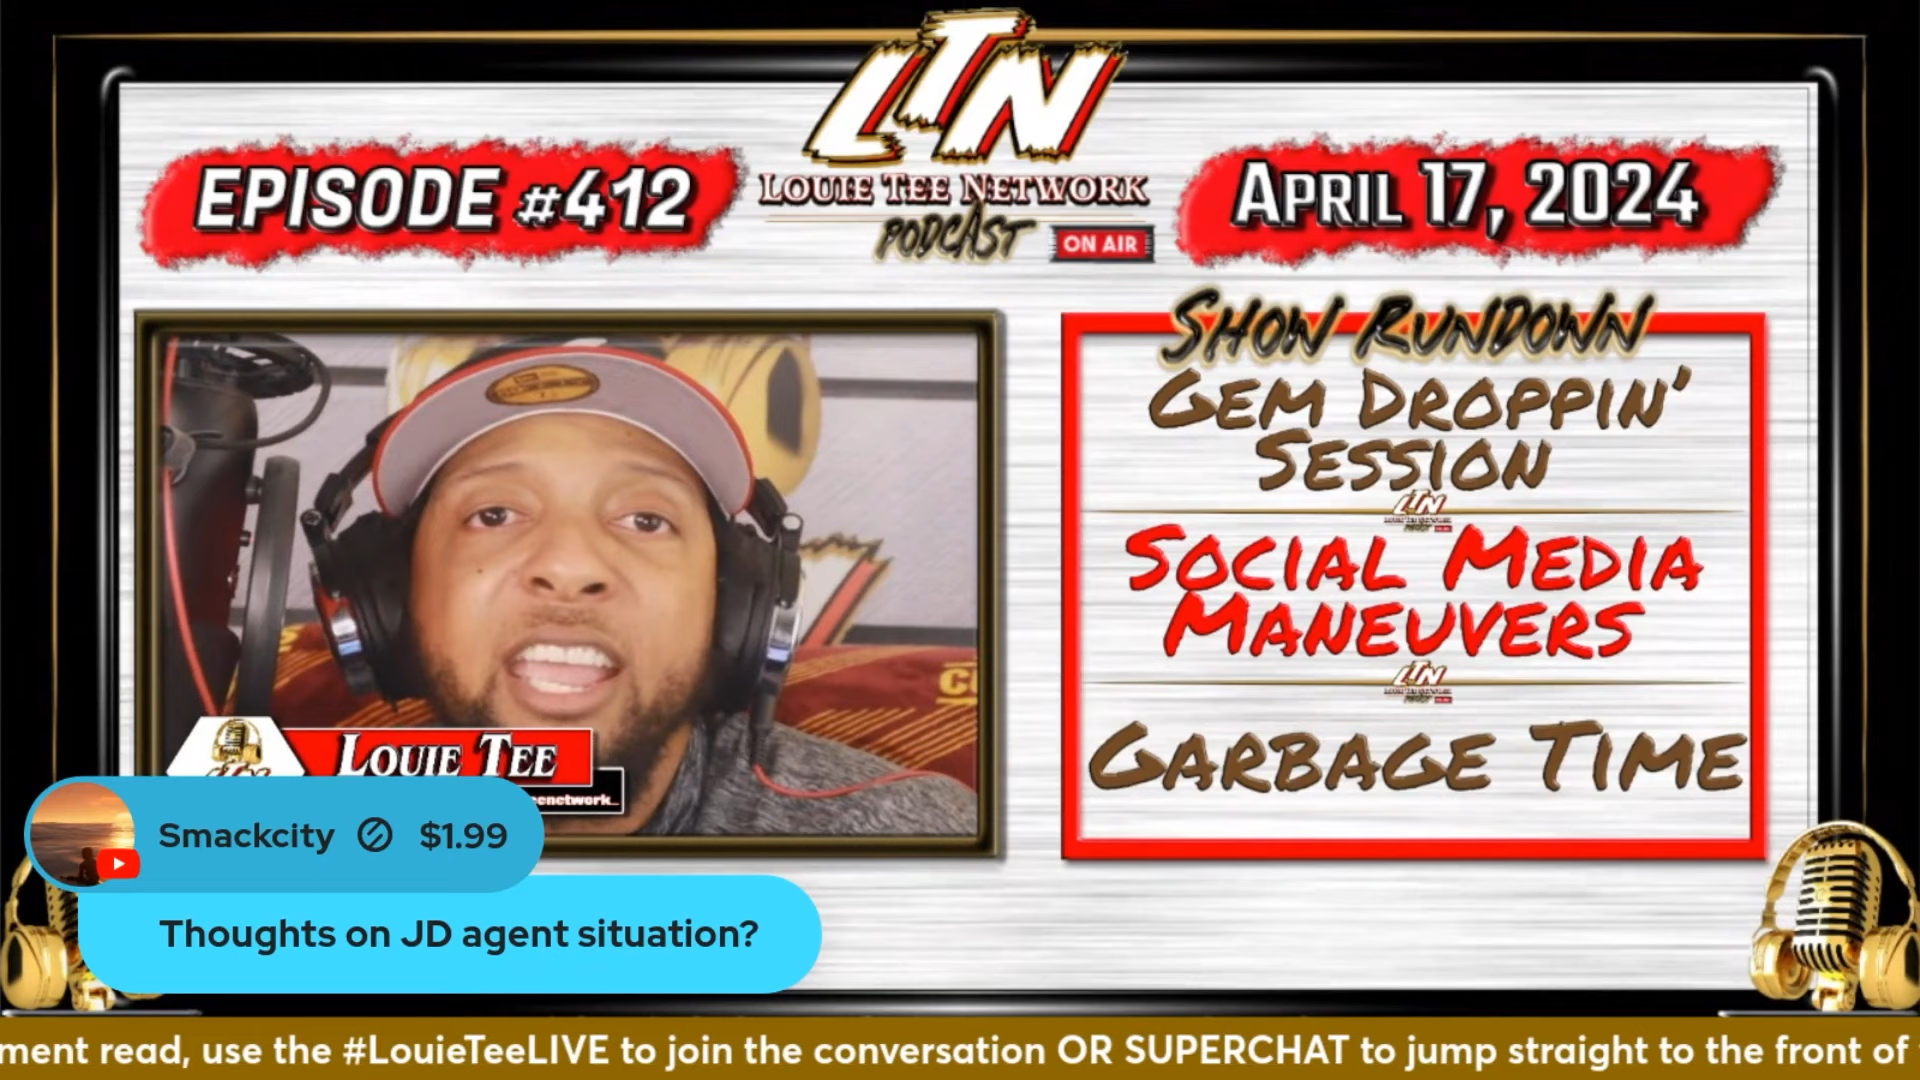 LTN
LOUIE TEE NETWORK
PODCAST
ON AIR
EPISODE #412
APRIL 17, 2024
SHOW RUNDOWN
GEM DROPPIN'
SESSION
SOCIAL MEDIA
MANEUVERS
GARBAGE TIME
LOUIE TEE
Smackcity $1.99
Thoughts on JD agent situation?
ment read, use the #LouieTeeLIVE to join the conversation OR SUPERCHAT to jump straight to the front of